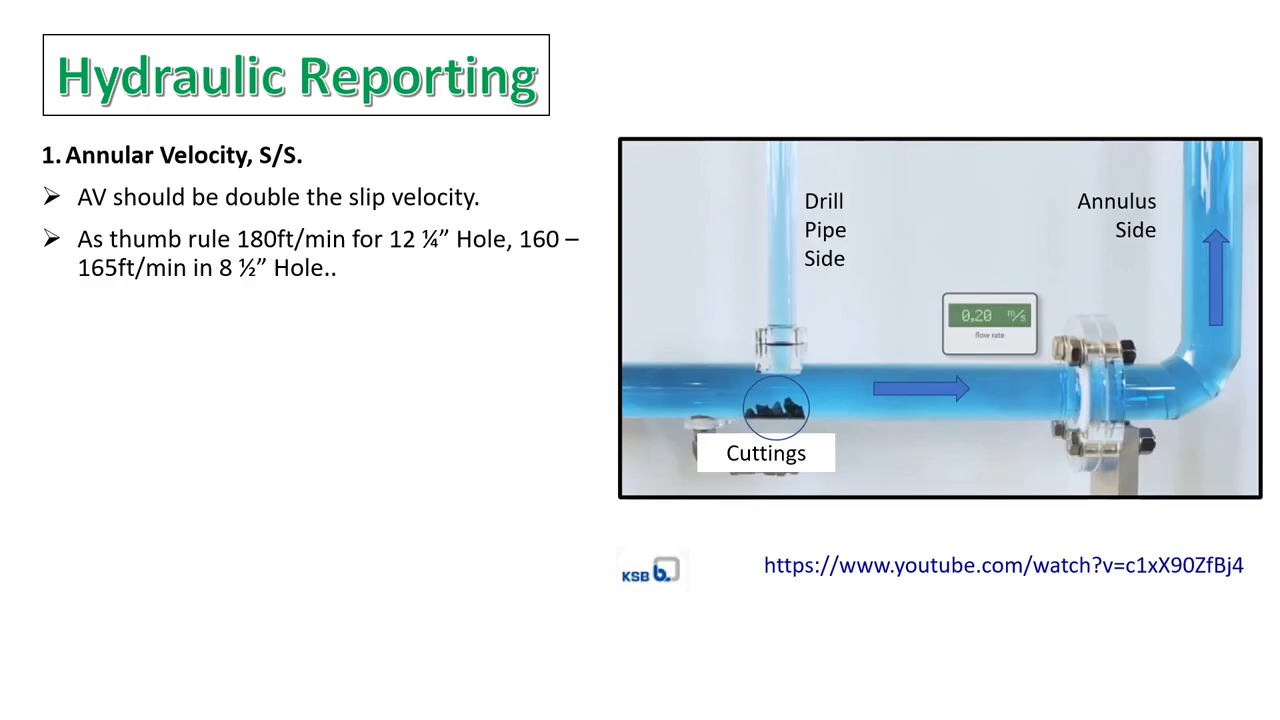 Hydraulic Reporting
1. Annular Velocity, S/S.
➢ AV should be double the slip velocity.
➢ As thumb rule 180ft/min for 12 ¼” Hole, 160 –
165ft/min in 8 ½” Hole..
Drill
Pipe
Side
Annulus
Side
0,20 m/s
flow rate
Cuttings
KSB b.
https://www.youtube.com/watch?v=c1xX90ZfBj4